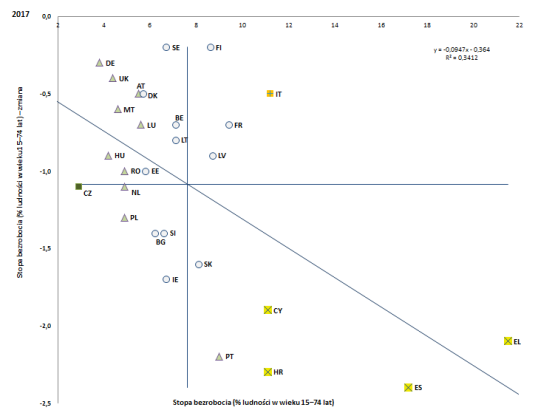 2017
2 4 6 8 10 12 14 16 18 20 22
0,0
SE FI
y = -0,0947x - 0,364
R² = 0,3412
DE
UK
AT
-0,5 DK IT
MT
BE
LU FR
LT
HU LV
-1,0 RO EE
CZ NL
PL
SI
BG
-1,5
SK
IE
CY
-2,0
EL
PT
HR
ES
-2,5
Stopa bezrobocia (% ludności w wieku 15–74 lat)–zmiana
Stopa bezrobocia (% ludności w wieku 15–74 lat)